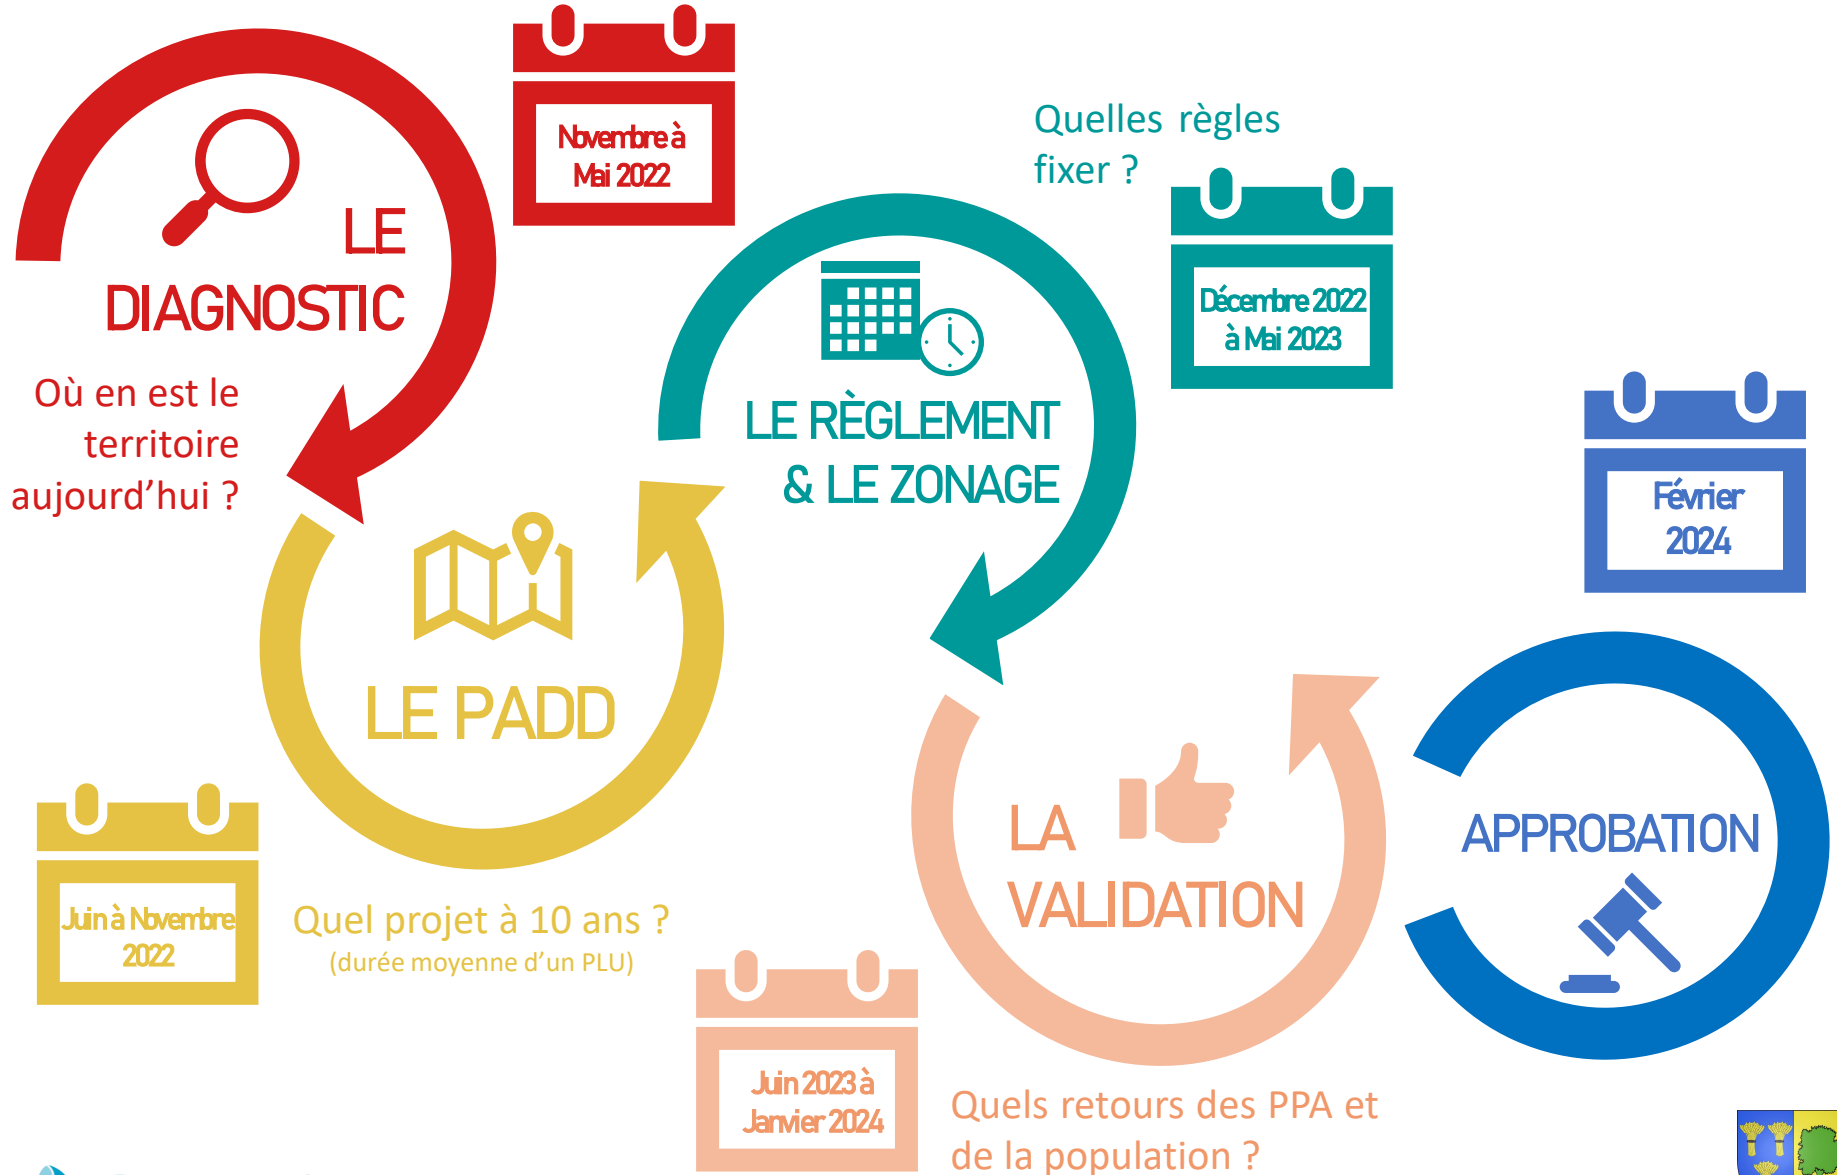 Novembre à
Mai 2022
LE
DIAGNOSTIC
Où en est le
territoire
aujourd’hui ?
LE PADD
Juin à Novembre
2022
Quel projet à 10 ans ?
(durée moyenne d’un PLU)
Quelles règles
fixer ?
Décembre 2022
à Mai 2023
LE RÈGLEMENT
& LE ZONAGE
LA
VALIDATION
Juin 2023 à
Janvier 2024
Quels retours des PPA et
de la population ?
Février
2024
APPROBATION